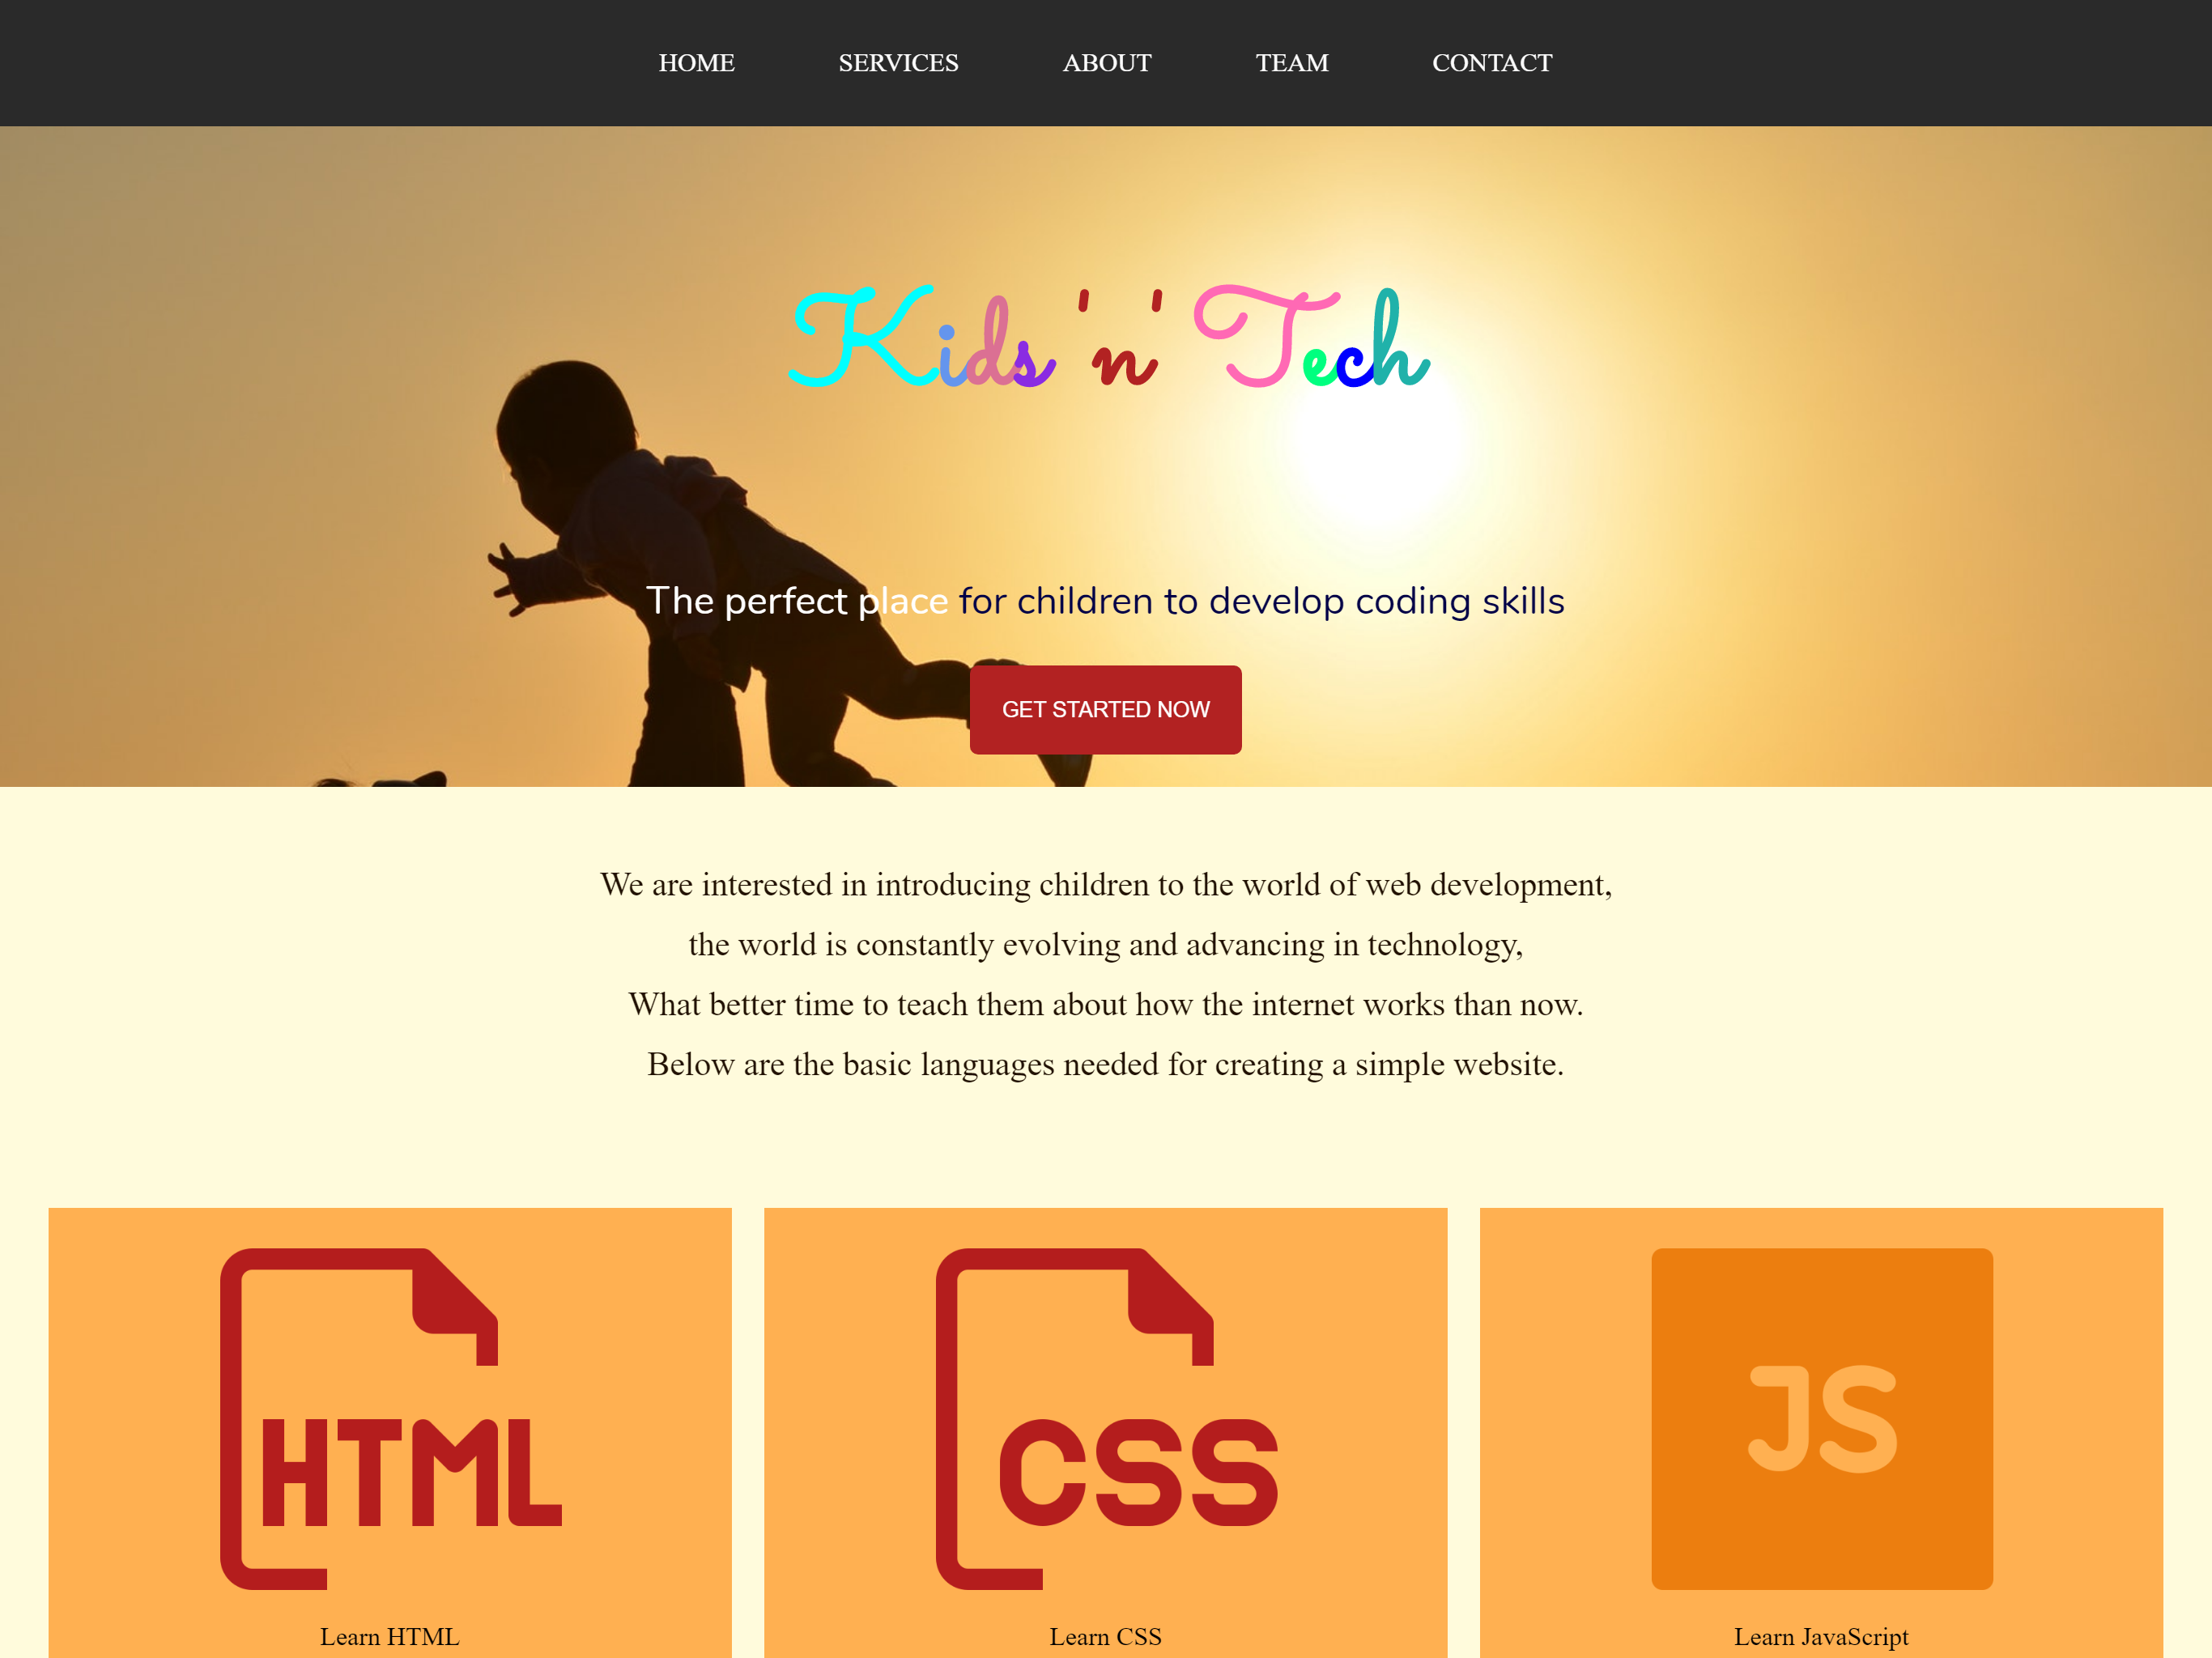 HOME SERVICES ABOUT TEAM CONTACT
Kids 'n' Tech
The perfect place for children to develop coding skills
GET STARTED NOW
We are interested in introducing children to the world of web development,
the world is constantly evolving and advancing in technology,
What better time to teach them about how the internet works than now.
Below are the basic languages needed for creating a simple website.
HTML CSS JS
Learn HTML Learn CSS Learn JavaScript